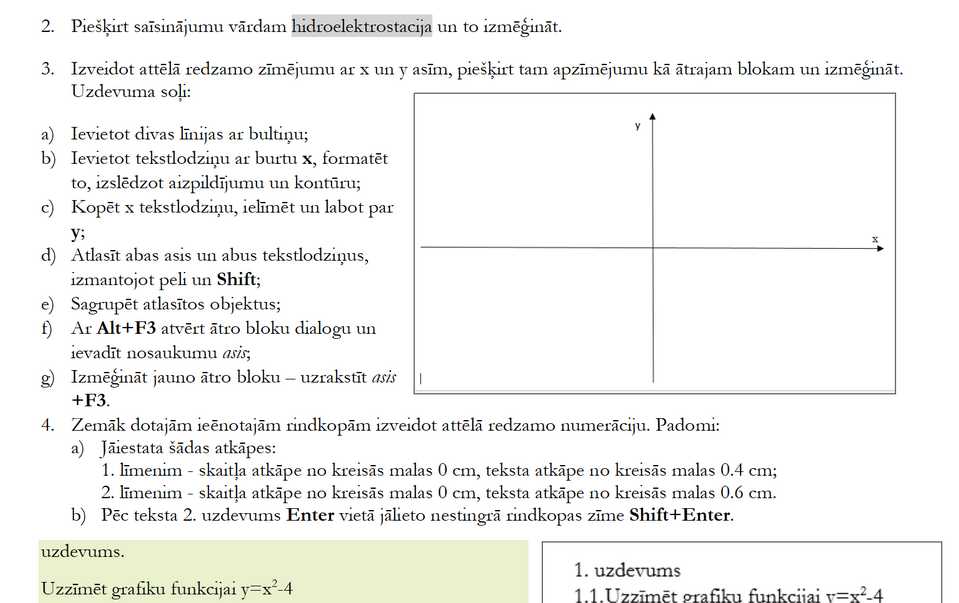 2. Piešķirt saīsinājumu vārdam hidroelektrostacija un to izmēģināt.
3. Izveidot attēlā redzamo zīmējumu ar x un y asīm, piešķirt tam apzīmējumu kā ātrajam blokam un izmēģināt.
Uzdevuma soļi:
a) Ievietot divas līnijas ar bultiņu;
b) Ievietot tekstlodziņu ar burtu x, formatēt
to, izslēdzot aizpildījumu un kontūru;
c) Kopēt x tekstlodziņu, ielīmēt un labot par
y;
d) Atlasīt abas asis un abus tekstlodziņus,
izmantojot peli un Shift;
e) Sagrupēt atlasītos objektus;
f) Ar Alt+F3 atvērt ātro bloku dialogu un
ievadīt nosaukumu asis;
g) Izmēģināt jauno ātro bloku – uzrakstīt asis
+F3.
y
x
4. Zemāk dotajām ieēnotajām rindkopām izveidot attēlā redzamo numerāciju. Padomi:
a) Jāiestata šādas atkāpes:
1. līmenim - skaitļa atkāpe no kreisās malas 0 cm, teksta atkāpe no kreisās malas 0.4 cm;
2. līmenim - skaitļa atkāpe no kreisās malas 0 cm, teksta atkāpe no kreisās malas 0.6 cm.
b) Pēc teksta 2. uzdevums Enter vietā jālieto nestingrā rindkopas zīme Shift+Enter.
uzdevums.
Uzzīmēt grafiku funkcijai y=x²-4
1. uzdevums
1.1.Uzzīmēt grafiku funkcijai y=x²-4